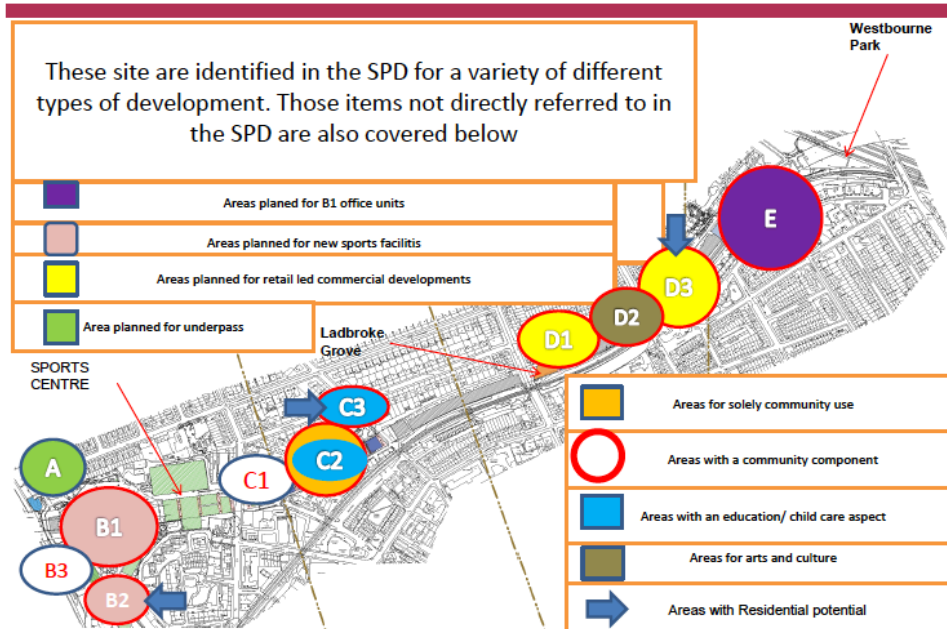 Westbourne
Park
These site are identified in the SPD for a variety of different
types of development. Those items not directly referred to in
the SPD are also covered below
Areas planed for B1 office units
Areas planned for new sports facilitis
Areas planned for retail led commercial developments
Area planned for underpass
E
D3
D2
D1
Ladbroke
Grove
SPORTS
CENTRE
C3
C2
C1
A
B1
B3
B2
Areas for solely community use
Areas with a community component
Areas with an education/ child care aspect
Areas for arts and culture
Areas with Residential potential